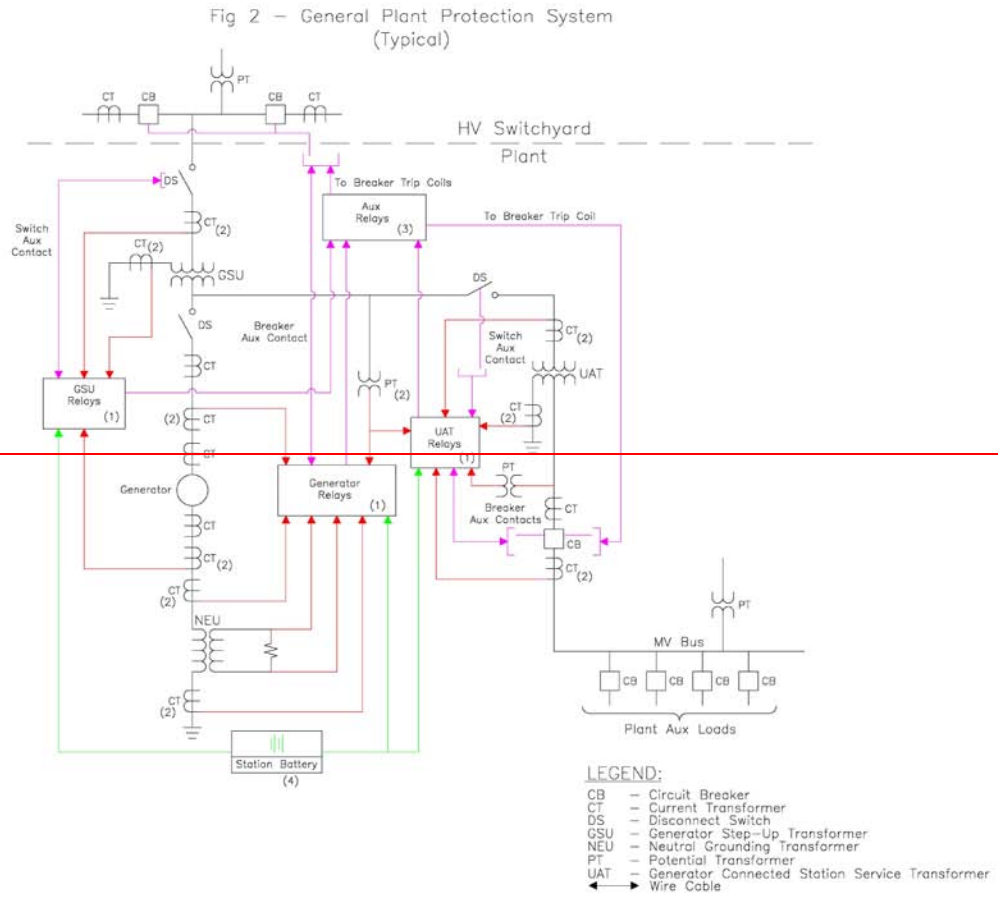 Fig 2 – General Plant Protection System
(Typical)
PT
CT
CB
CB
CT
HV Switchyard
Plant
DS
To Breaker Trip Coils
Aux
Relays
(3)
To Breaker Trip Coil
Switch
Aux
Contact
CT
(2)
CT(2)
GSU
DS
DS
Breaker
Aux Contact
CT
(2)
Switch
Aux
Contact
CT
PT
(2)
UAT
GSU
Relays
(1)
CT
(2)
(2)
CT
UAT
Relays
(1)
CT
PT
Generator
Generator
Relays
(1)
Breaker
Aux Contacts
CT
CT
CB
CT
(2)
CT
(2)
CT
(2)
PT
NEU
MV Bus
CB
CB
CB
CB
CT
(2)
Plant Aux Loads
Station Battery
(4)
LEGEND:
CB – Circuit Breaker
CT – Current Transformer
DS – Disconnect Switch
GSU – Generator Step-Up Transformer
NEU – Neutral Grounding Transformer
PT – Potential Transformer
UAT – Generator Connected Station Service Transformer
Wire Cable